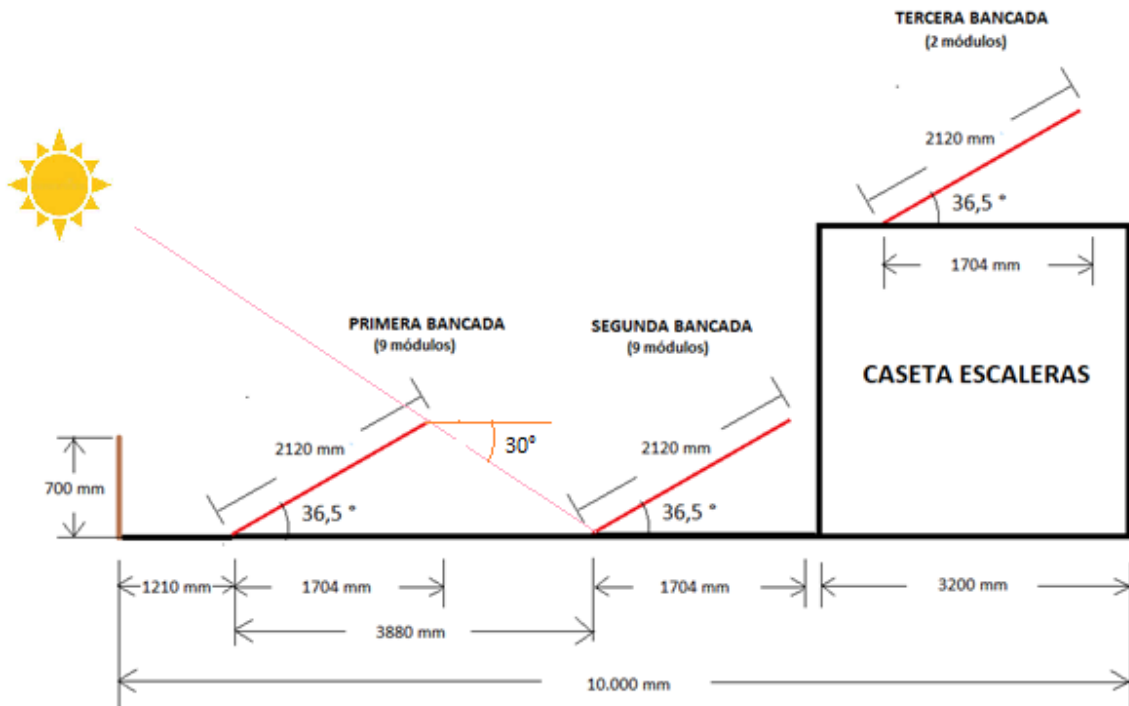 TERCERA BANCADA
(2 módulos)
2120 mm
36,5 °
1704 mm
PRIMERA BANCADA
(9 módulos)
SEGUNDA BANCADA
(9 módulos)
CASETA ESCALERAS
2120 mm
30°
2120 mm
700 mm
36,5 °
36,5 °
1210 mm
1704 mm
1704 mm
3200 mm
3880 mm
10.000 mm